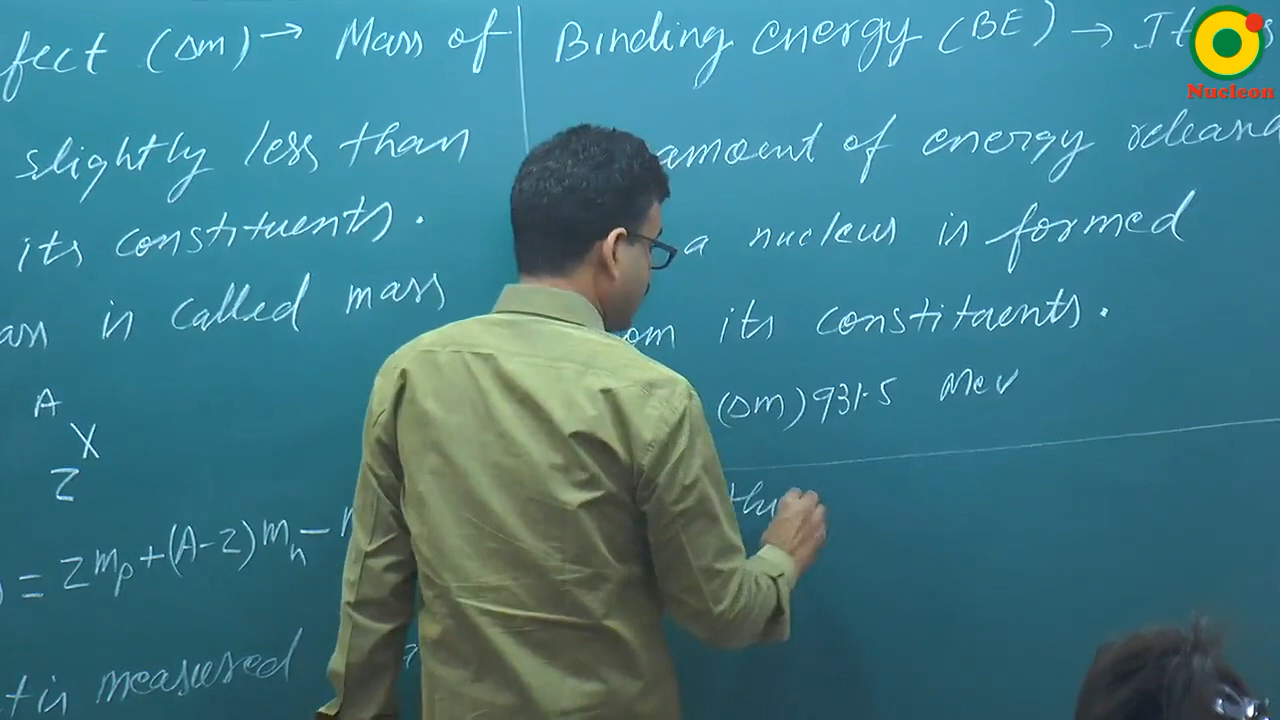 fect (Δm) → Mass of
slightly less than
its constituents.
ass is called mass
A
X
Z
= Zmp + (A-Z)mn -
t is measured
Binding energy (BE) → It is
amount of energy released
a nucleus is formed
om its constituents.
(Δm) 931.5 MeV
the
Nucleon